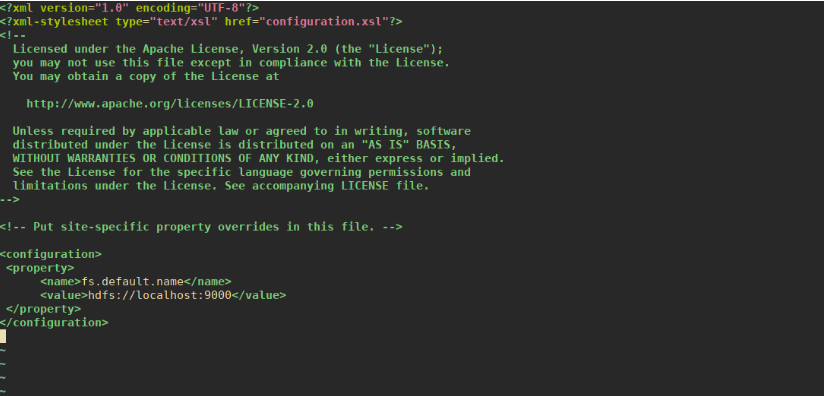 <?xml version="1.0" encoding="UTF-8"?>
<?xml-stylesheet type="text/xsl" href="configuration.xsl"?>
<!--
  Licensed under the Apache License, Version 2.0 (the "License");
  you may not use this file except in compliance with the License.
  You may obtain a copy of the License at

    http://www.apache.org/licenses/LICENSE-2.0

  Unless required by applicable law or agreed to in writing, software
  distributed under the License is distributed on an "AS IS" BASIS,
  WITHOUT WARRANTIES OR CONDITIONS OF ANY KIND, either express or implied.
  See the License for the specific language governing permissions and
  limitations under the License. See accompanying LICENSE file.
-->

<!-- Put site-specific property overrides in this file. -->

<configuration>
 <property>
      <name>fs.default.name</name>
      <value>hdfs://localhost:9000</value>
 </property>
</configuration>

~
~
~
~